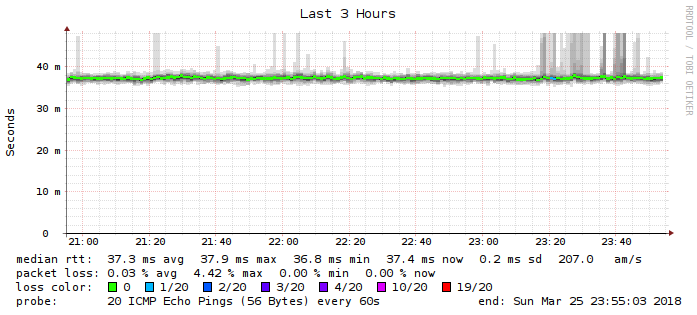 Last 3 Hours
RRDTOOL / TOBI OETIKER
Seconds
40 m
30 m
20 m
10 m
0
21:00 21:20 21:40 22:00 22:20 22:40 23:00 23:20 23:40
median rtt: 37.3 ms avg 37.9 ms max 36.8 ms min 37.4 ms now 0.2 ms sd 207.0 am/s
packet loss: 0.03 % avg 4.42 % max 0.00 % min 0.00 % now
loss color: 0 1/20 2/20 3/20 4/20 10/20 19/20
probe: 20 ICMP Echo Pings (56 Bytes) every 60s end: Sun Mar 25 23:55:03 2018